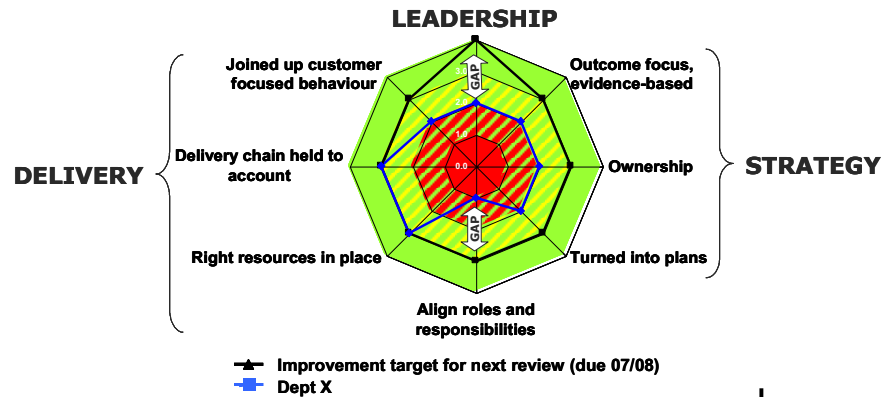 LEADERSHIP
Joined up customer
focused behaviour
Outcome focus,
evidence-based
GAP
1.0
0.0
Delivery chain held to
account
Ownership
DELIVERY
STRATEGY
GAP
Right resources in place
Turned into plans
Align roles and
responsibilities
Improvement target for next review (due 07/08)
Dept X